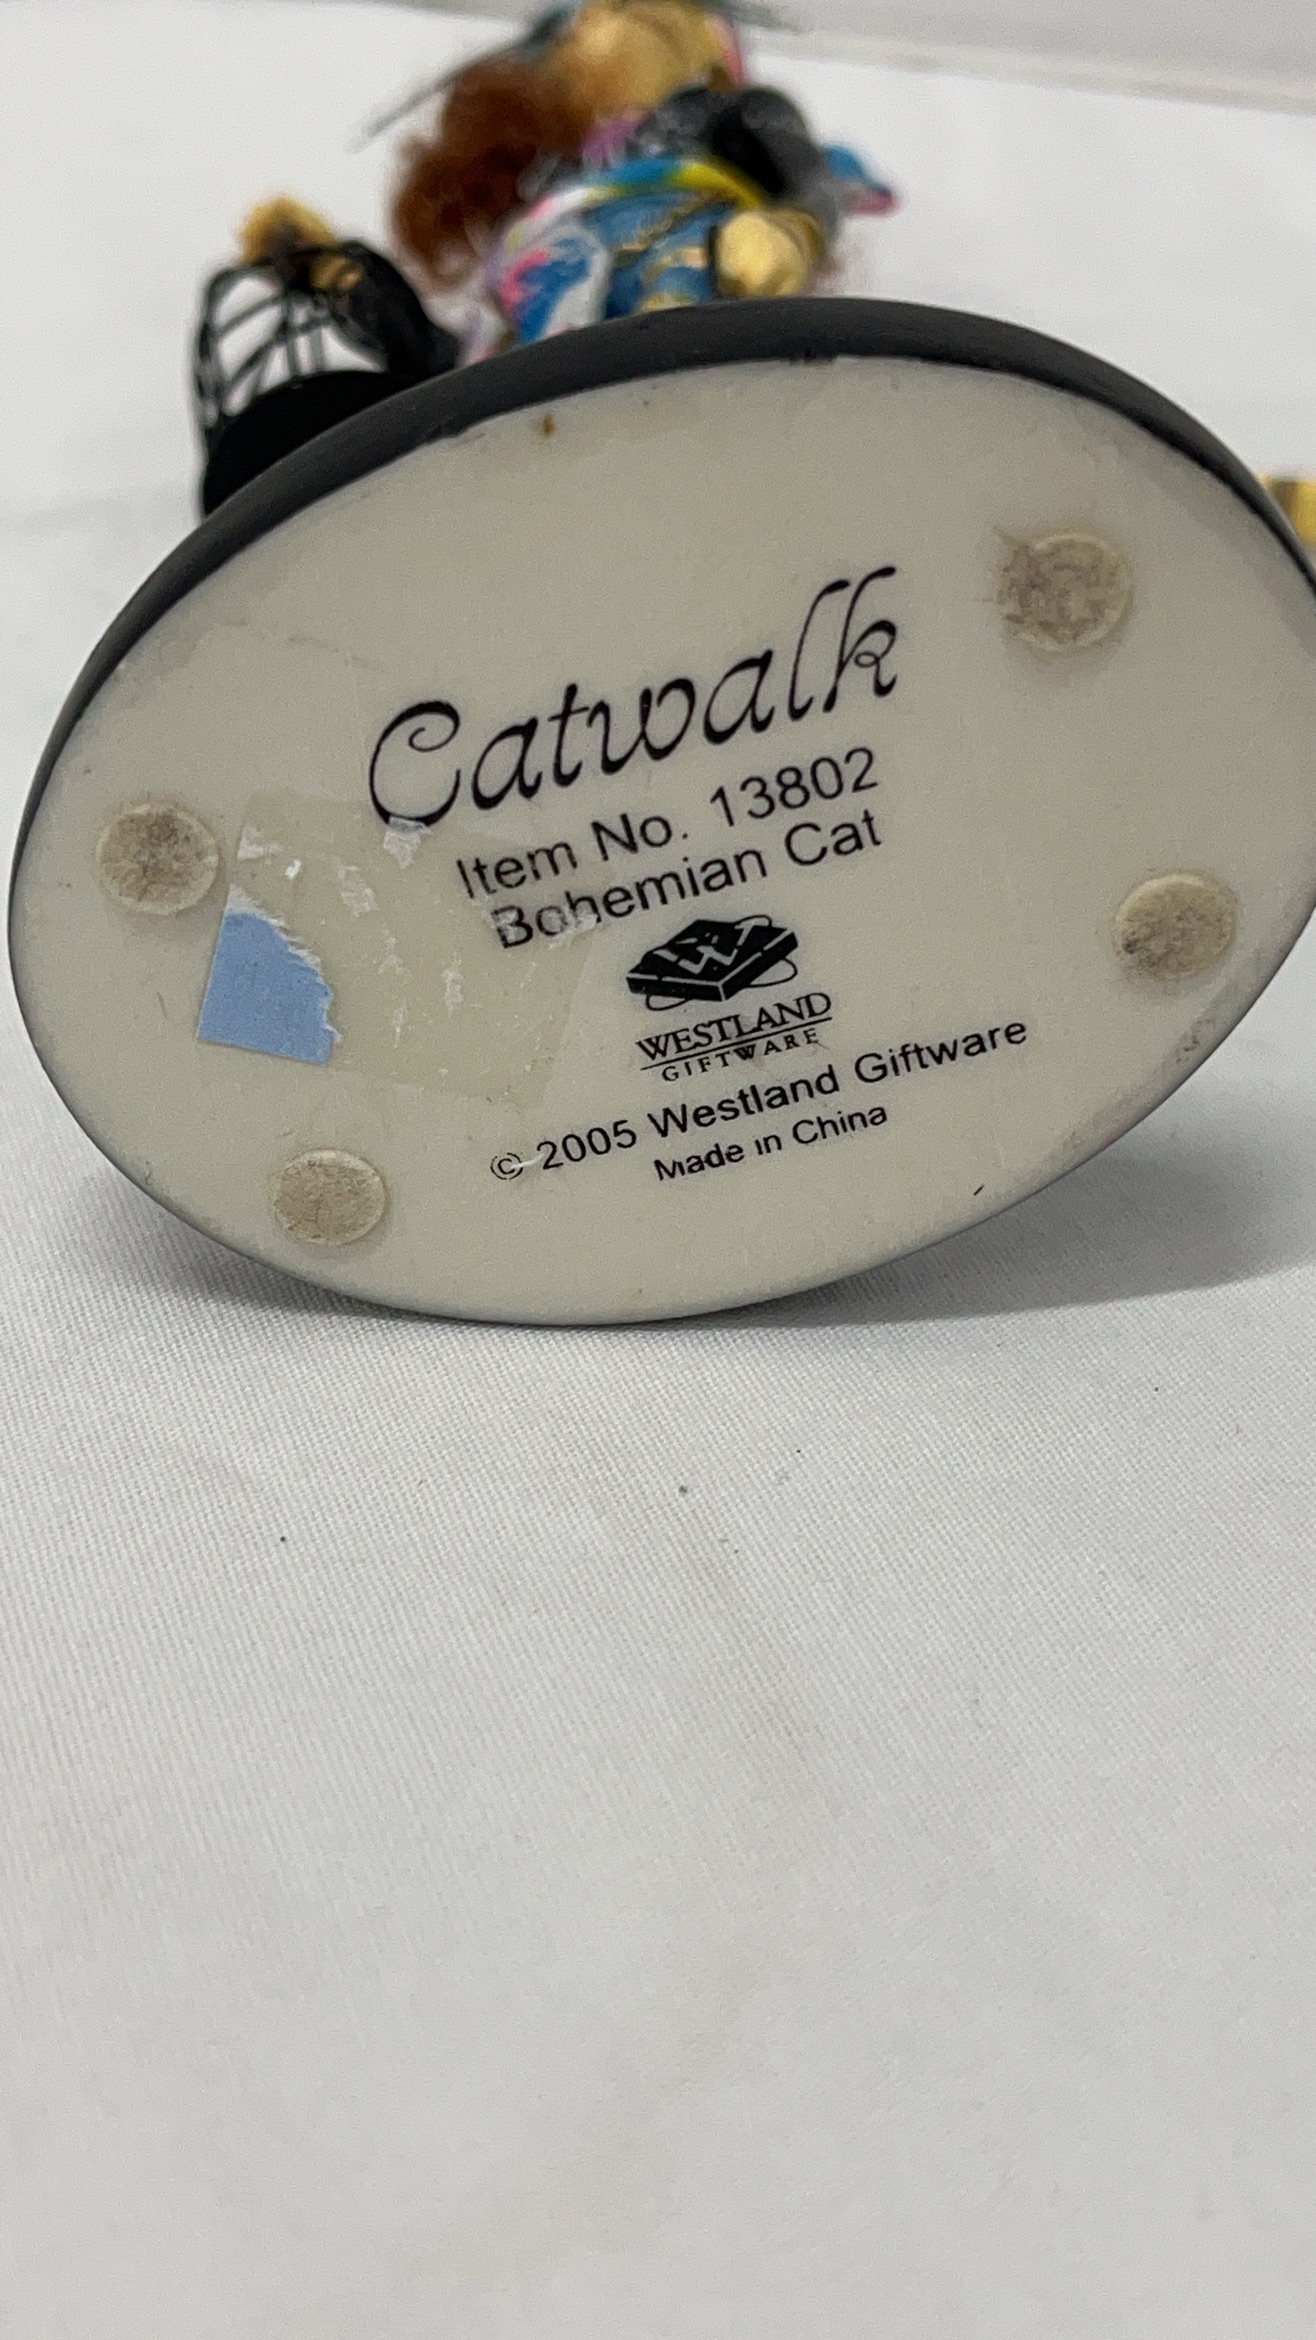 Catwalk
Item No. 13802
Bohemian Cat
W
WESTLAND
GIFTWARE
© 2005 Westland Giftware
Made in China